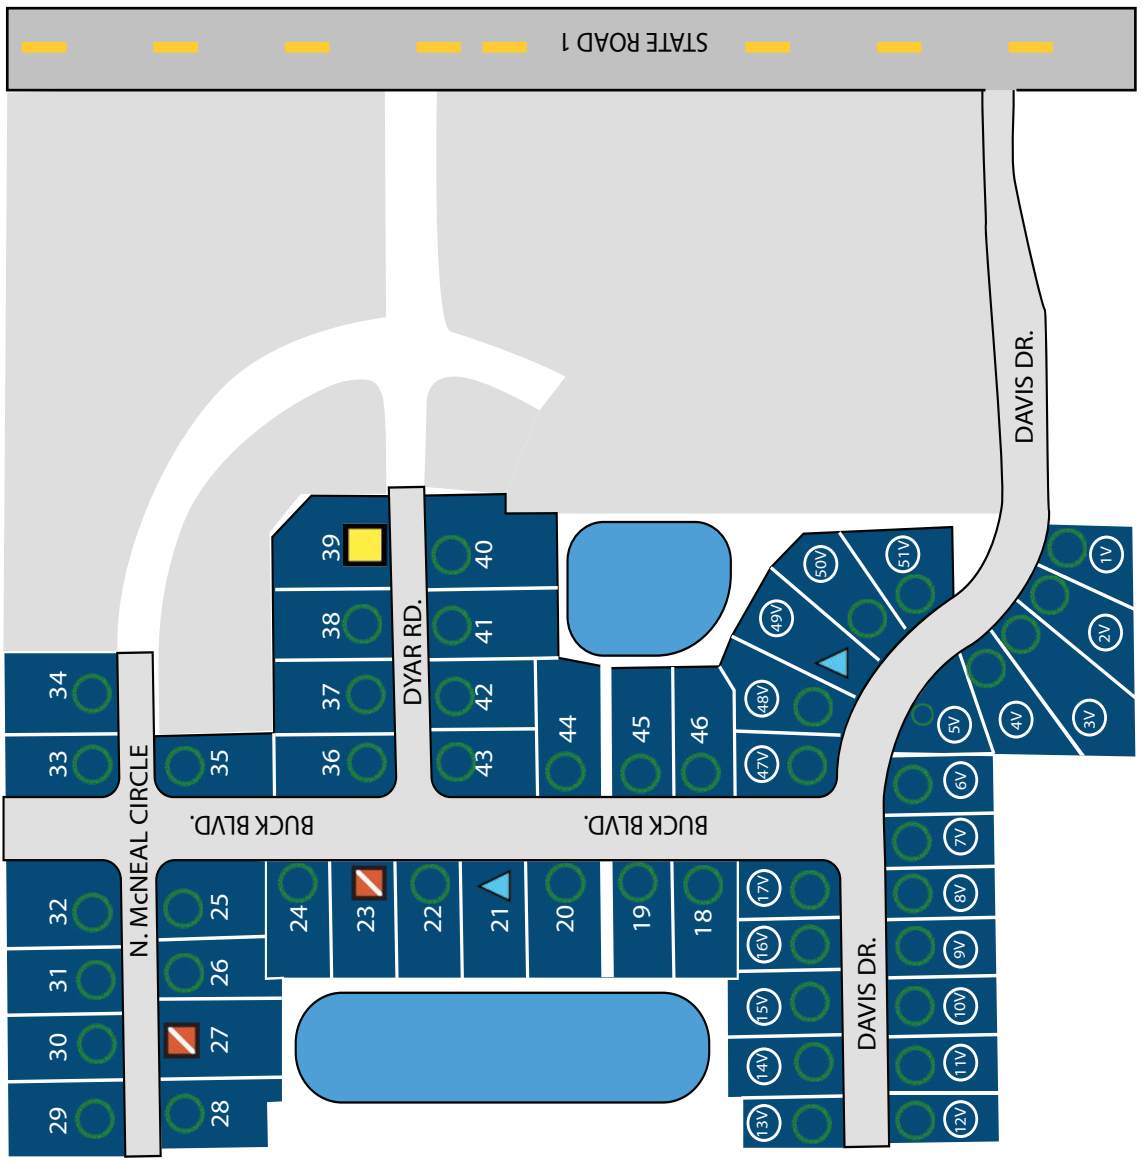 STATE ROAD 1
DAVIS DR.
39
40
50V
51V
1V
38
DYAR RD.
41
49V
2V
34
37
42
44
45
46
48V
5V
4V
3V
33
35
36
43
47V
6V
N. McNEAL CIRCLE
BUCK BLVD.
BUCK BLVD.
7V
32
25
24
23
22
21
20
19
18
17V
8V
31
26
16V
9V
30
27
15V
DAVIS DR.
10V
14V
11V
29
28
13V
12V